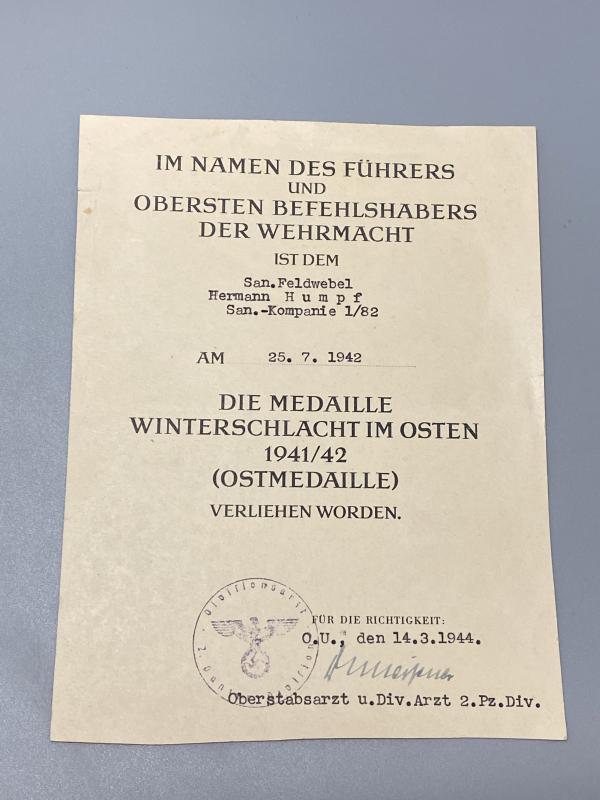 IM NAMEN DES FÜHRERS
UND
OBERSTEN BEFEHLSHABERS
DER WEHRMACHT
IST DEM
San.Feldwebel
Hermann H u m p f
San.-Kompanie 1/82
AM 25. 7. 1942
DIE MEDAILLE
WINTERSCHLACHT IM OSTEN
1941/42
(OSTMEDAILLE)
VERLIEHEN WORDEN.
FÜR DIE RICHTIGKEIT:
O.U., den 14.3.1944.
Oberstabsarzt u.Div.Arzt 2.Pz.Div.